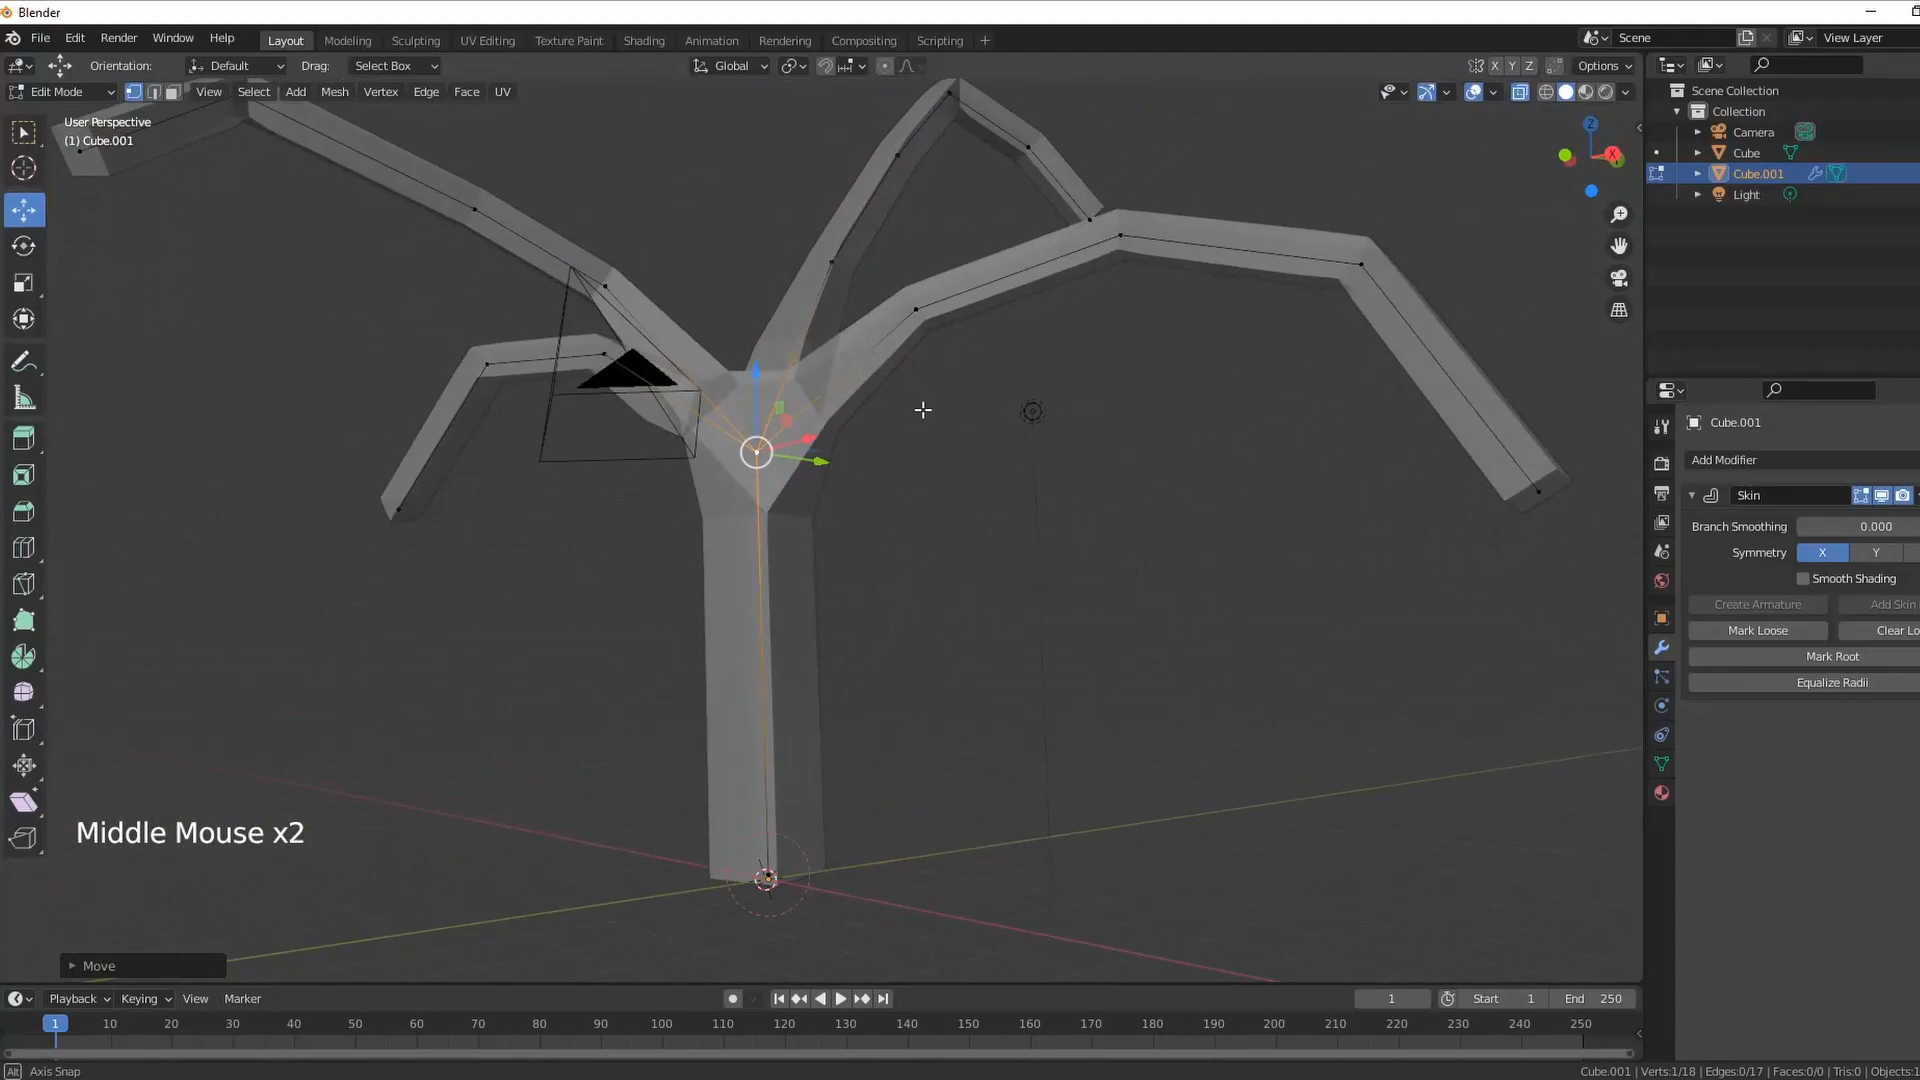 Blender
File Edit Render Window Help
Layout Modeling Sculpting UV Editing Texture Paint Shading Animation Rendering Compositing Scripting +
Scene
View Layer
Orientation: Default Drag: Select Box
Global
X Y Z Options
Edit Mode View Select Add Mesh Vertex Edge Face UV
User Perspective
(1) Cube.001
Z
X
Scene Collection
Collection
Camera
Cube
Cube.001
Light
Cube.001
Add Modifier
Skin
Branch Smoothing 0.000
Symmetry X Y
Smooth Shading
Create Armature Add Skin
Mark Loose Clear Lo
Mark Root
Equalize Radii
Middle Mouse x2
Move
Playback Keying View Marker
1 Start 1 End 250
1 10 20 30 40 50 60 70 80 90 100 110 120 130 140 150 160 170 180 190 200 210 220 230 240 250
Alt Axis Snap
Cube.001 | Verts:1/18 | Edges:0/17 | Faces:0/0 | Tris:0 | Objects:1